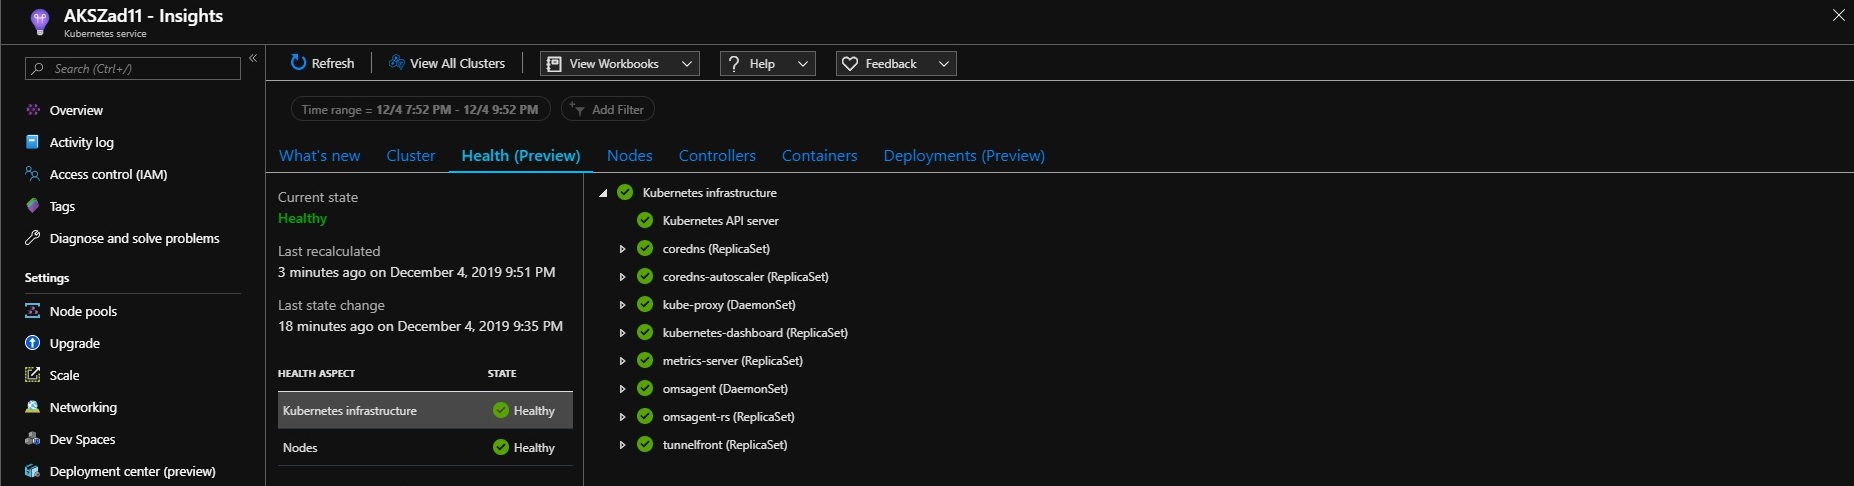 AKSZad11 - Insights
Kubernetes service
Search (Ctrl+/)
«
Overview
Activity log
Access control (IAM)
Tags
Diagnose and solve problems
Settings
Node pools
Upgrade
Scale
Networking
Dev Spaces
Deployment center (preview)
Refresh
View All Clusters
View Workbooks
Help
Feedback
Time range = 12/4 7:52 PM - 12/4 9:52 PM
Add Filter
What's new
Cluster
Health (Preview)
Nodes
Controllers
Containers
Deployments (Preview)
Current state
Healthy
Last recalculated
3 minutes ago on December 4, 2019 9:51 PM
Last state change
18 minutes ago on December 4, 2019 9:35 PM
HEALTH ASPECT STATE
Kubernetes infrastructure Healthy
Nodes Healthy
Kubernetes infrastructure
Kubernetes API server
coredns (ReplicaSet)
coredns-autoscaler (ReplicaSet)
kube-proxy (DaemonSet)
kubernetes-dashboard (ReplicaSet)
metrics-server (ReplicaSet)
omsagent (DaemonSet)
omsagent-rs (ReplicaSet)
tunnelfront (ReplicaSet)